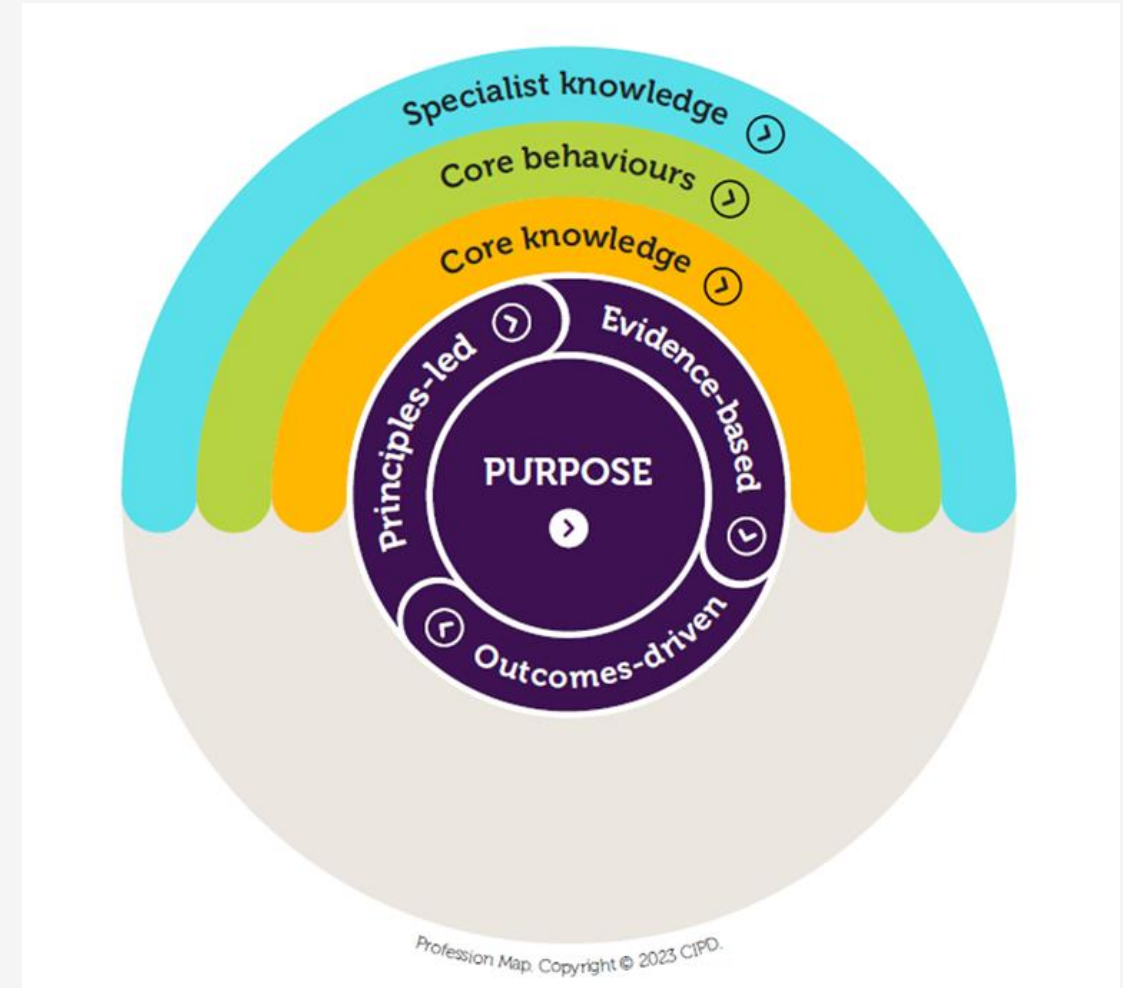 Specialist knowledge
Core behaviours
Core knowledge
Principles-led
Evidence-based
PURPOSE
Outcomes-driven
Profession Map. Copyright © 2023 CIPD.